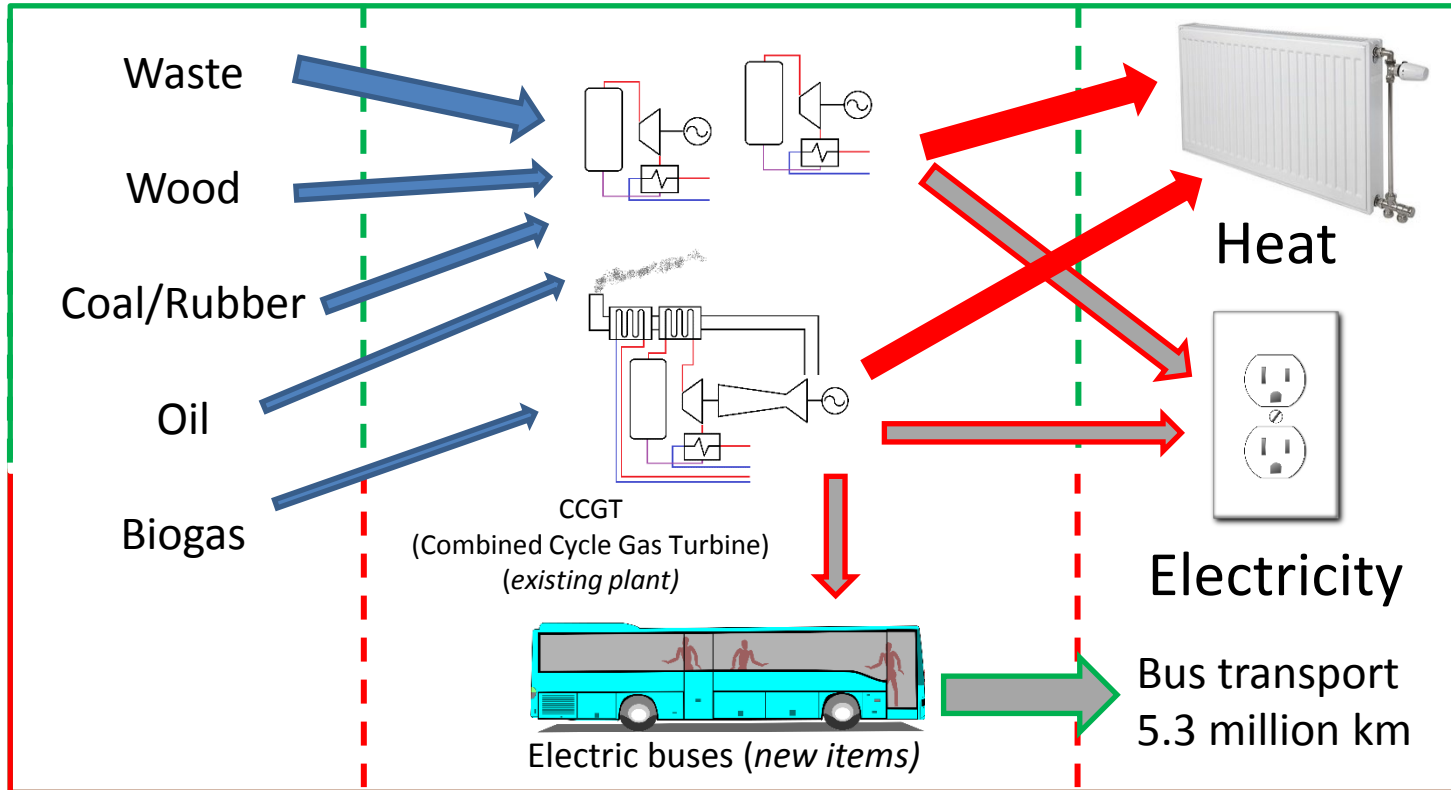 Waste
Wood
Coal/Rubber
Oil
Biogas
CCGT
(Combined Cycle Gas Turbine)
(existing plant)
Electric buses (new items)
Heat
Electricity
Bus transport
5.3 million km